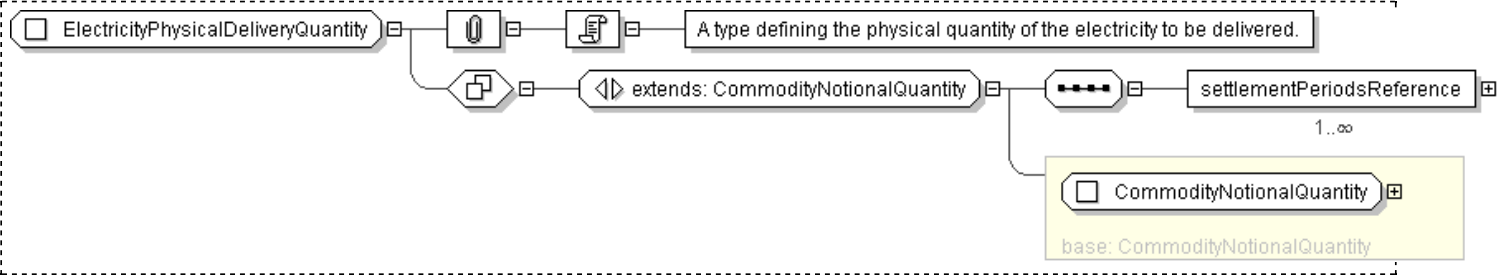 ElectricityPhysicalDeliveryQuantity
A type defining the physical quantity of the electricity to be delivered.
extends: CommodityNotionalQuantity
settlementPeriodsReference
1..∞
CommodityNotionalQuantity
base: CommodityNotionalQuantity